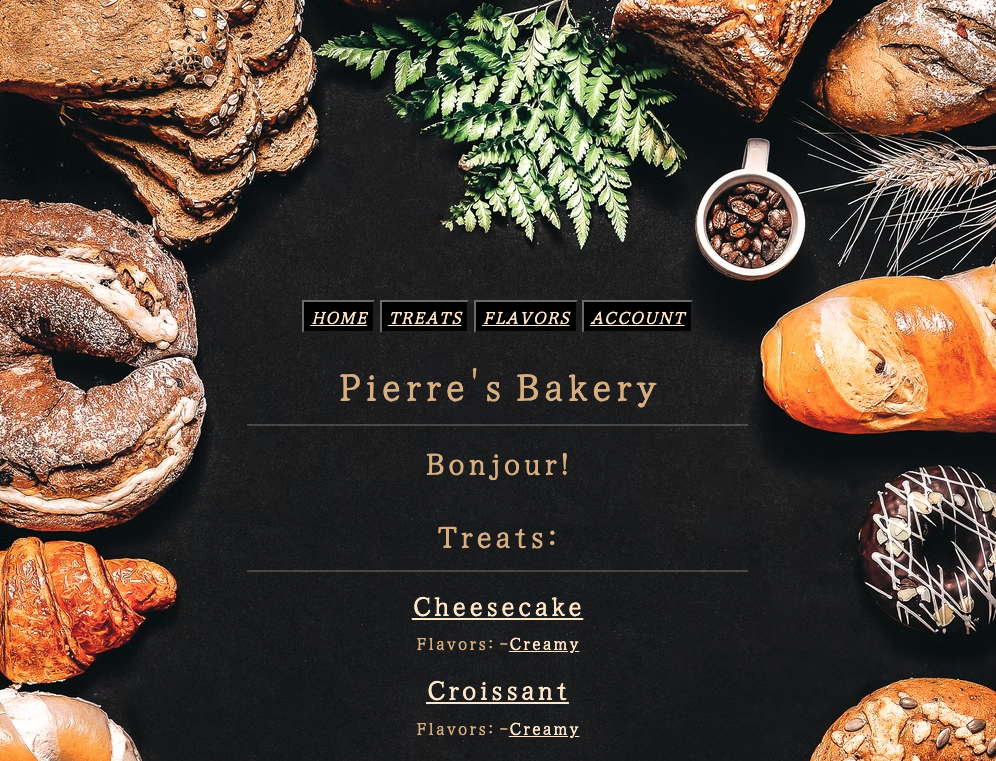 HOME TREATS FLAVORS ACCOUNT
Pierre's Bakery
Bonjour!
Treats:
Cheesecake
Flavors: -Creamy
Croissant
Flavors: -Creamy